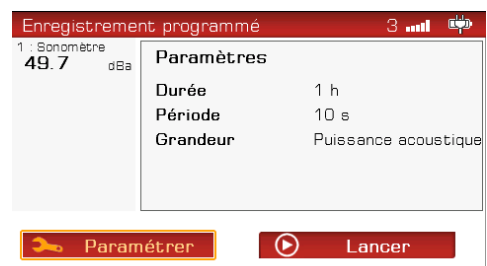 Enregistrement programmé 3
1 : Sonomètre
49.7 dBa
Paramètres
Durée 1 h
Période 10 s
Grandeur Puissance acoustique
Paramétrer
Lancer